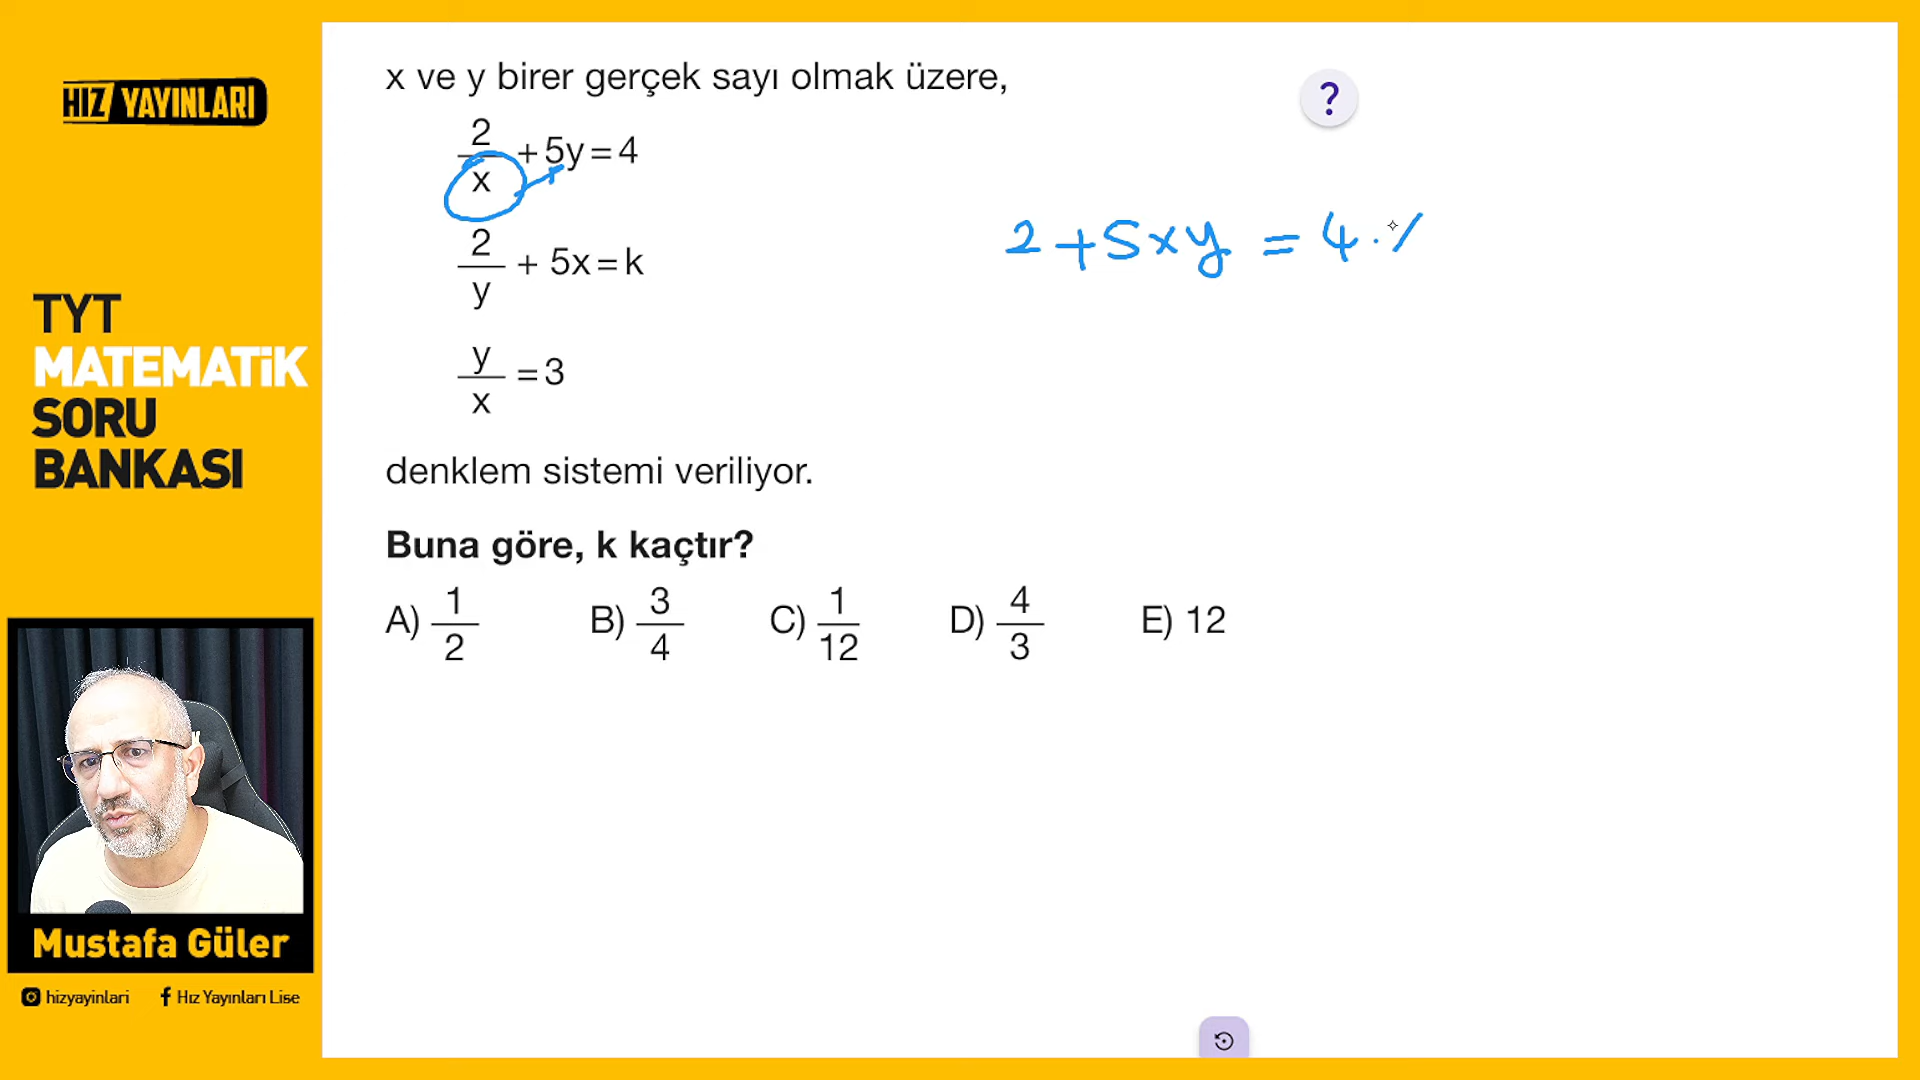 HIZ YAYINLARI
TYT
MATEMATİK
SORU
BANKASI
Mustafa Güler
hizyayinlari
Hız Yayınları Lise
x ve y birer gerçek sayı olmak üzere,
2/x + 5y = 4
2/y + 5x = k
y/x = 3
denklem sistemi veriliyor.
Buna göre, k kaçtır?
A) 1/2 B) 3/4 C) 1/12 D) 4/3 E) 12
?
2 + 5xy = 4 .